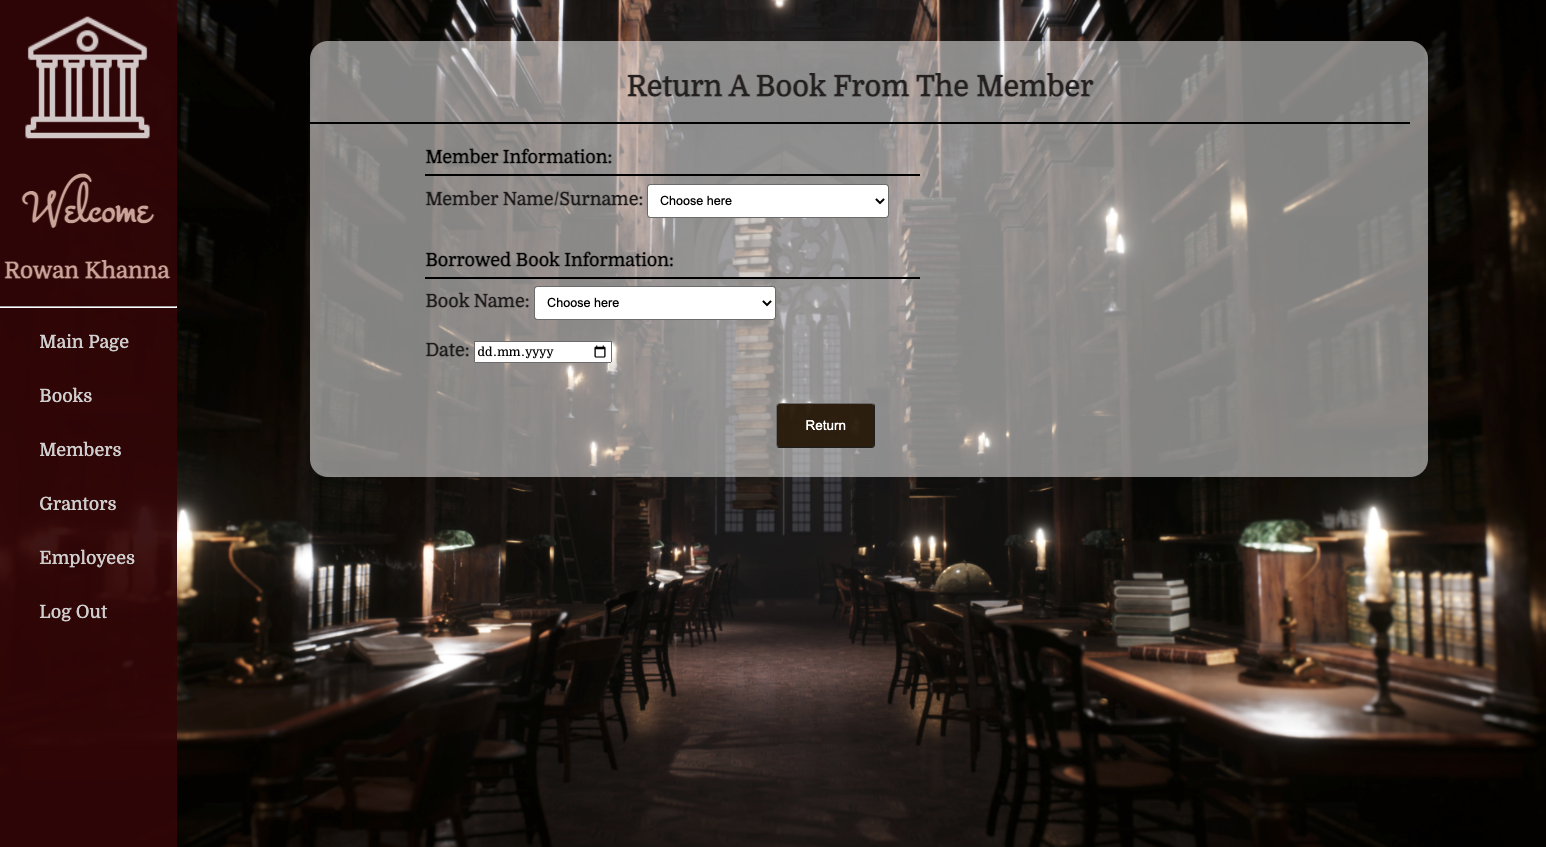 Welcome
Rowan Khanna
Main Page
Books
Members
Grantors
Employees
Log Out
Return A Book From The Member
Member Information:
Member Name/Surname: Choose here
Borrowed Book Information:
Book Name: Choose here
Date: dd.mm.yyyy
Return